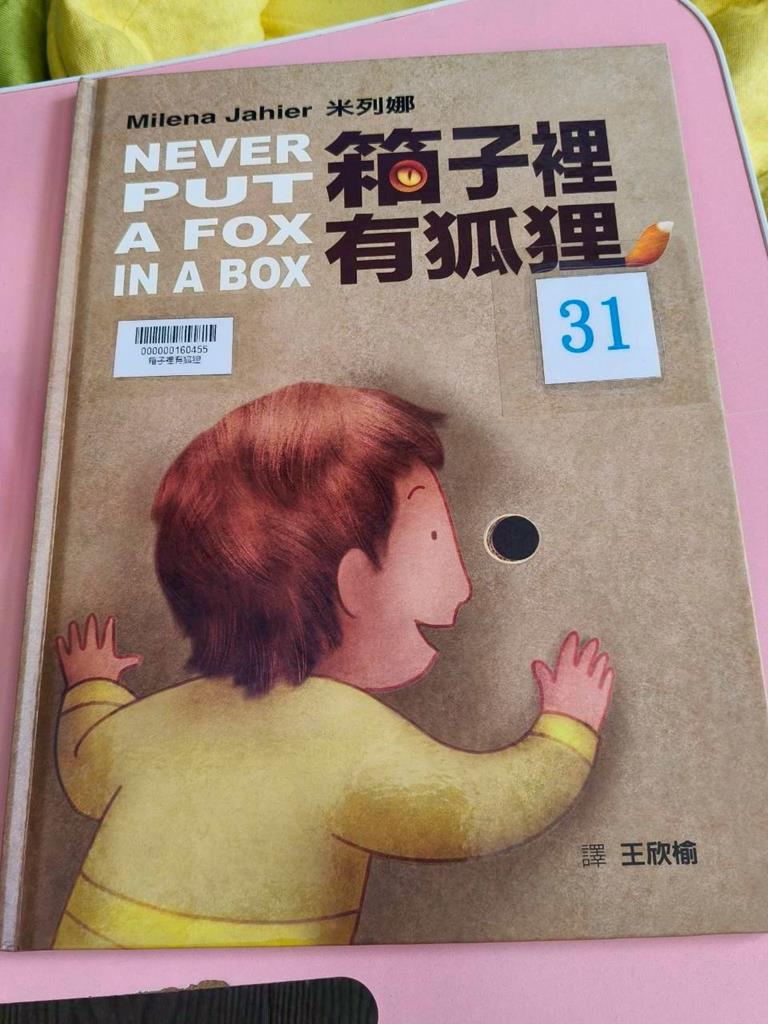 Milena Jahier 米列娜
NEVER
PUT
A FOX
IN A BOX
箱子裡
有狐狸
31
000000160455
箱子裡有狐狸
譯 王欣榆